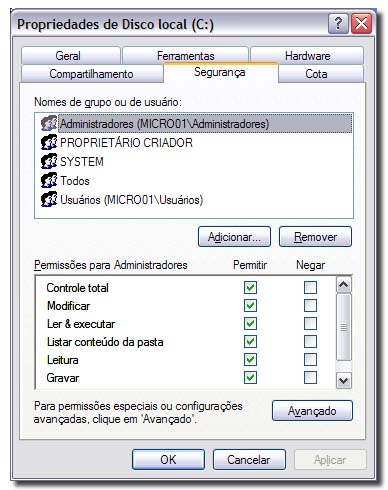 Propriedades de Disco local (C:)
Geral Ferramentas Hardware
Compartilhamento Segurança Cota
Nomes de grupo ou de usuário:
Administradores (MICRO01\Administradores)
PROPRIETÁRIO CRIADOR
SYSTEM
Todos
Usuários (MICRO01\Usuários)
Adicionar... Remover
Permissões para Administradores Permitir Negar
Controle total
Modificar
Ler & executar
Listar conteúdo da pasta
Leitura
Gravar
Para permissões especiais ou configurações
avançadas, clique em 'Avançado'.
Avançado
OK Cancelar Aplicar